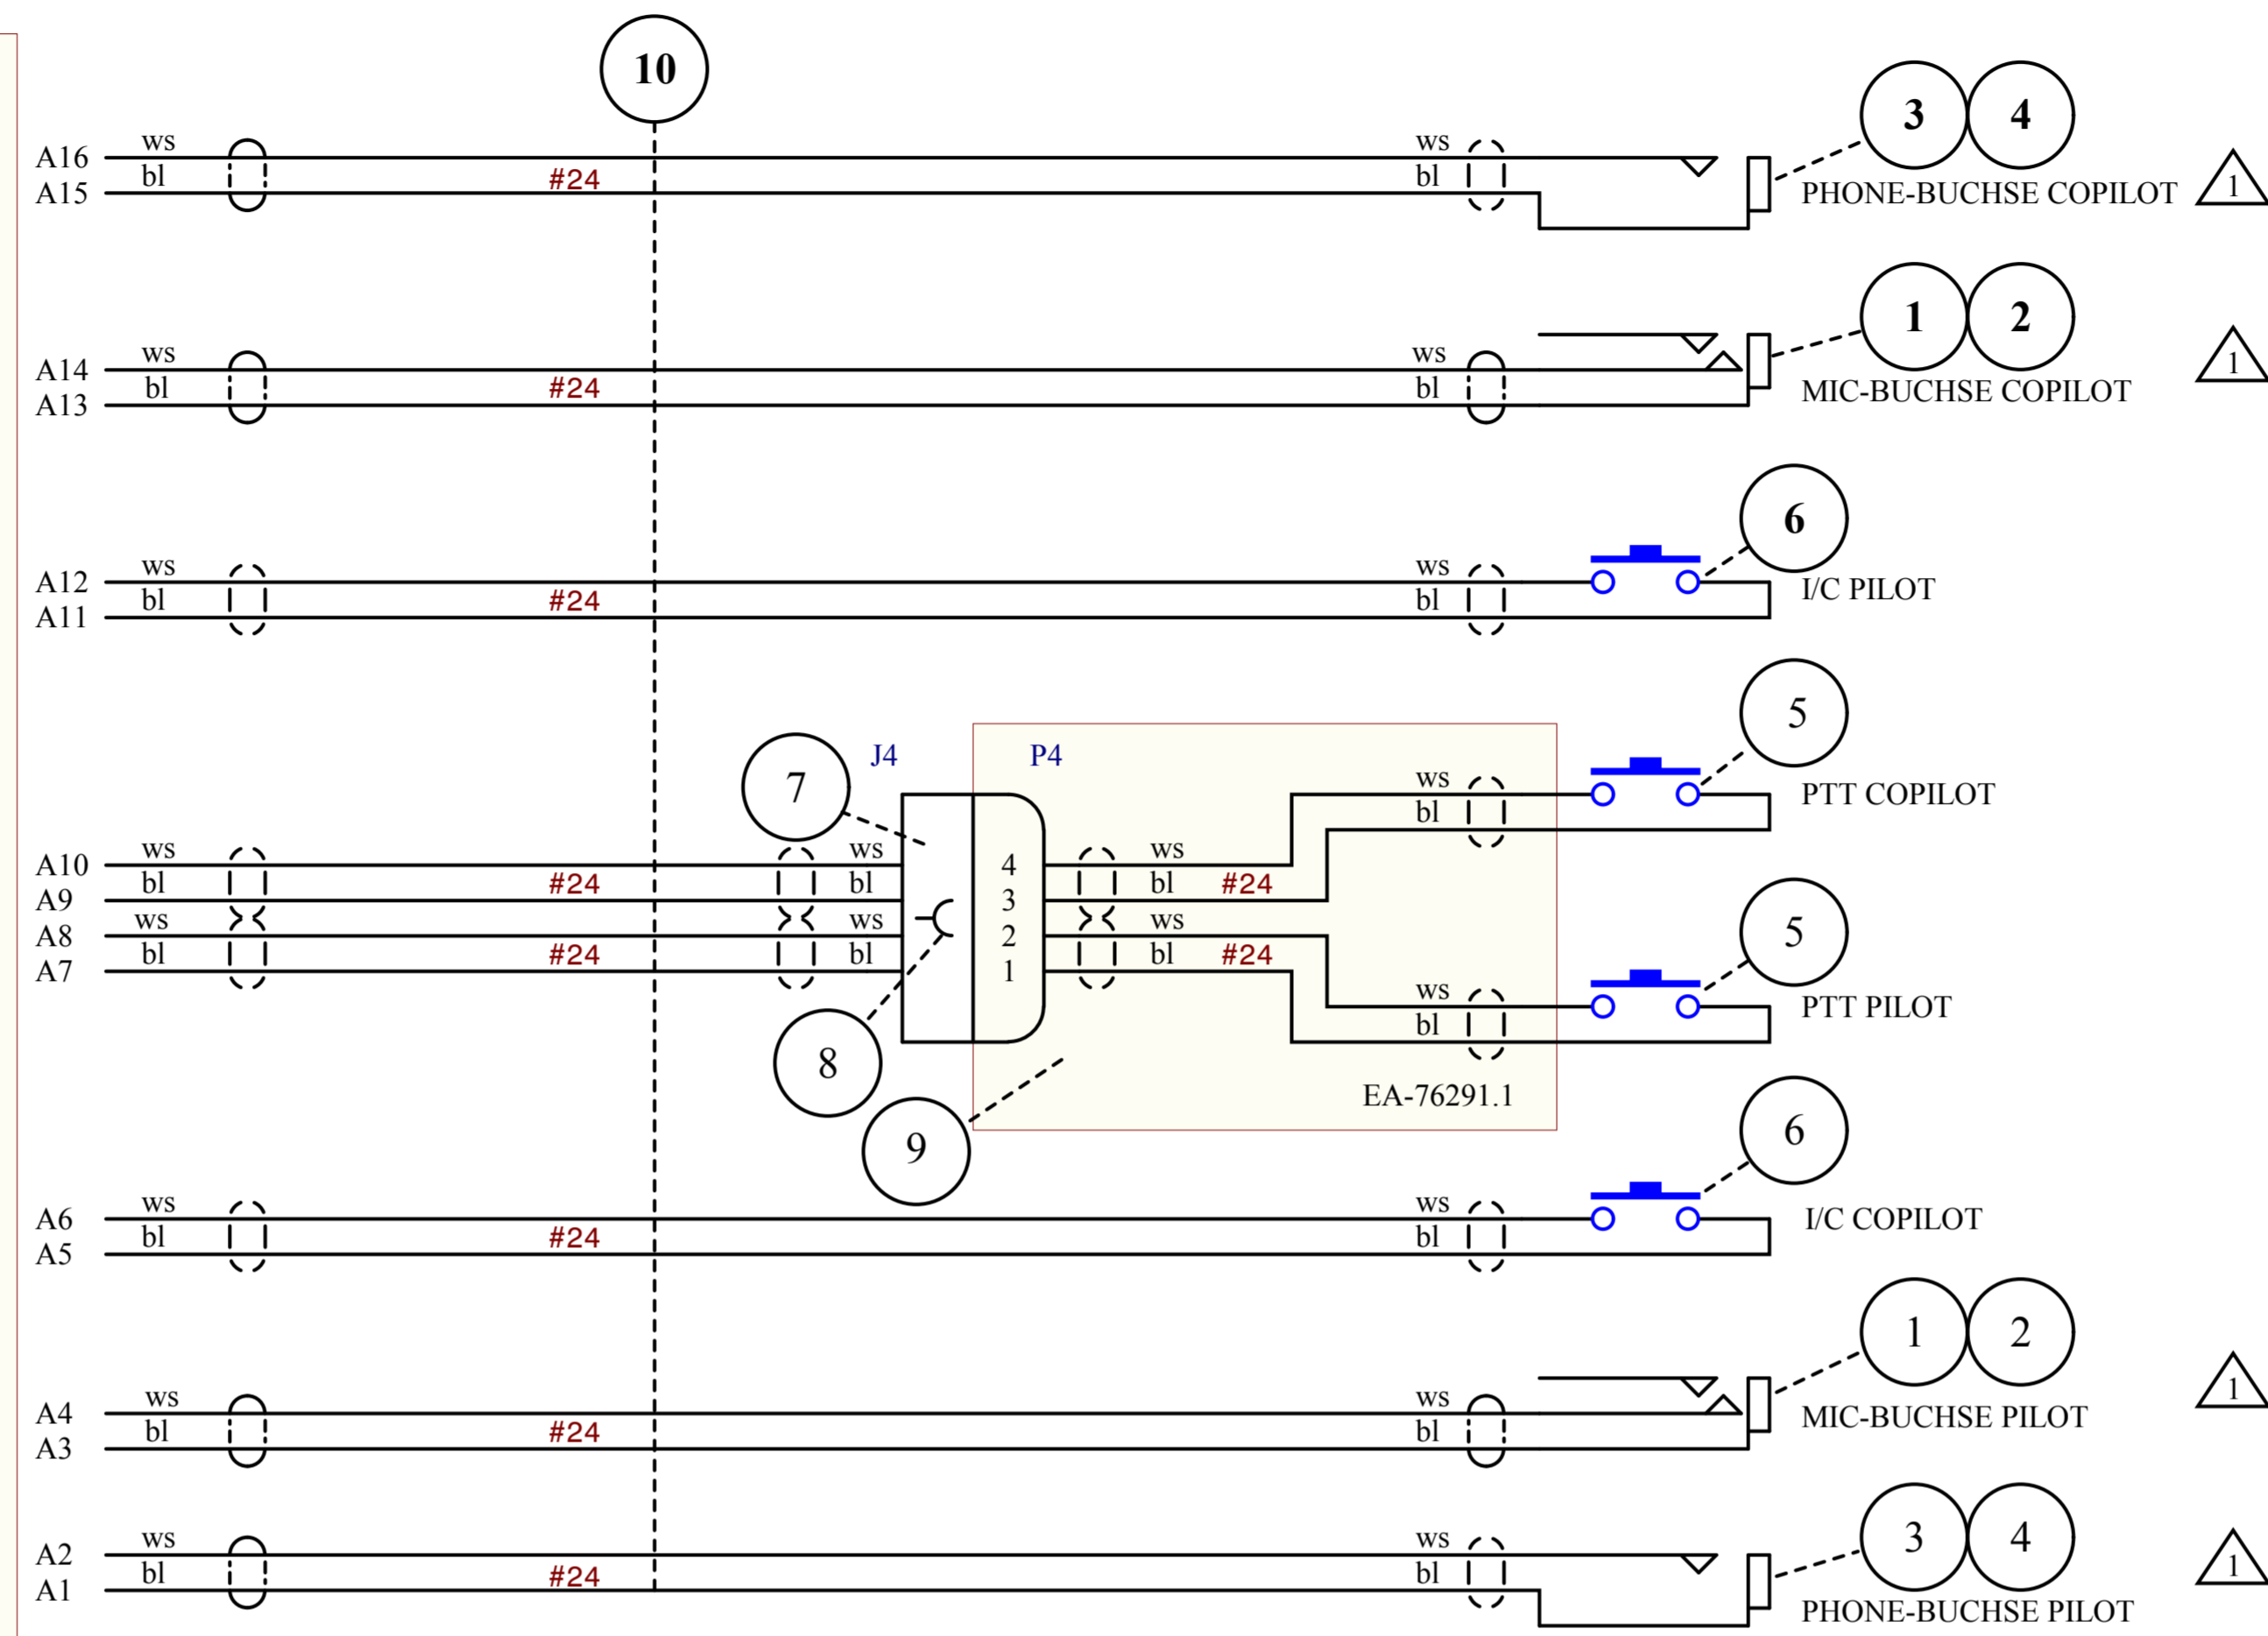 10
3 4
A16 ws ws
bl #24 bl
A15 PHONE-BUCHSE COPILOT 1
1 2
A14 ws ws 1
bl #24 bl MIC-BUCHSE COPILOT
A13
6
A12 ws ws I/C PILOT
bl #24 bl
A11
5
7 J4 P4
ws PTT COPILOT
bl
A10 ws ws 4 ws
bl #24 bl bl #24
A9 3
5
A8 ws ws 2 ws
bl #24 bl bl #24
A7 1
ws PTT PILOT
bl
8
EA-76291.1
9
6
A6 ws ws I/C COPILOT
bl #24 bl
A5
1 2
1
A4 ws ws MIC-BUCHSE PILOT
bl #24 bl
A3
3 4
A2 ws ws 1
bl #24 bl
A1 PHONE-BUCHSE PILOT